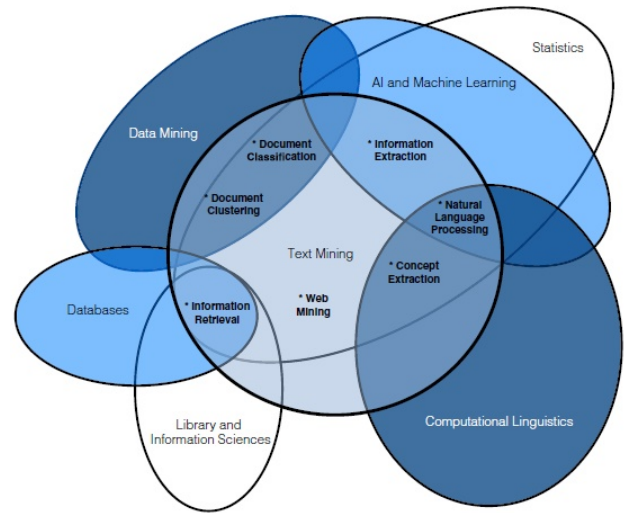 Statistics
AI and Machine Learning
Data Mining
* Document
Classification
* Information
Extraction
* Document
Clustering
* Natural
Language
Processing
Text Mining
* Concept
Extraction
Databases
* Information
Retrieval
* Web
Mining
Library and
Information Sciences
Computational Linguistics